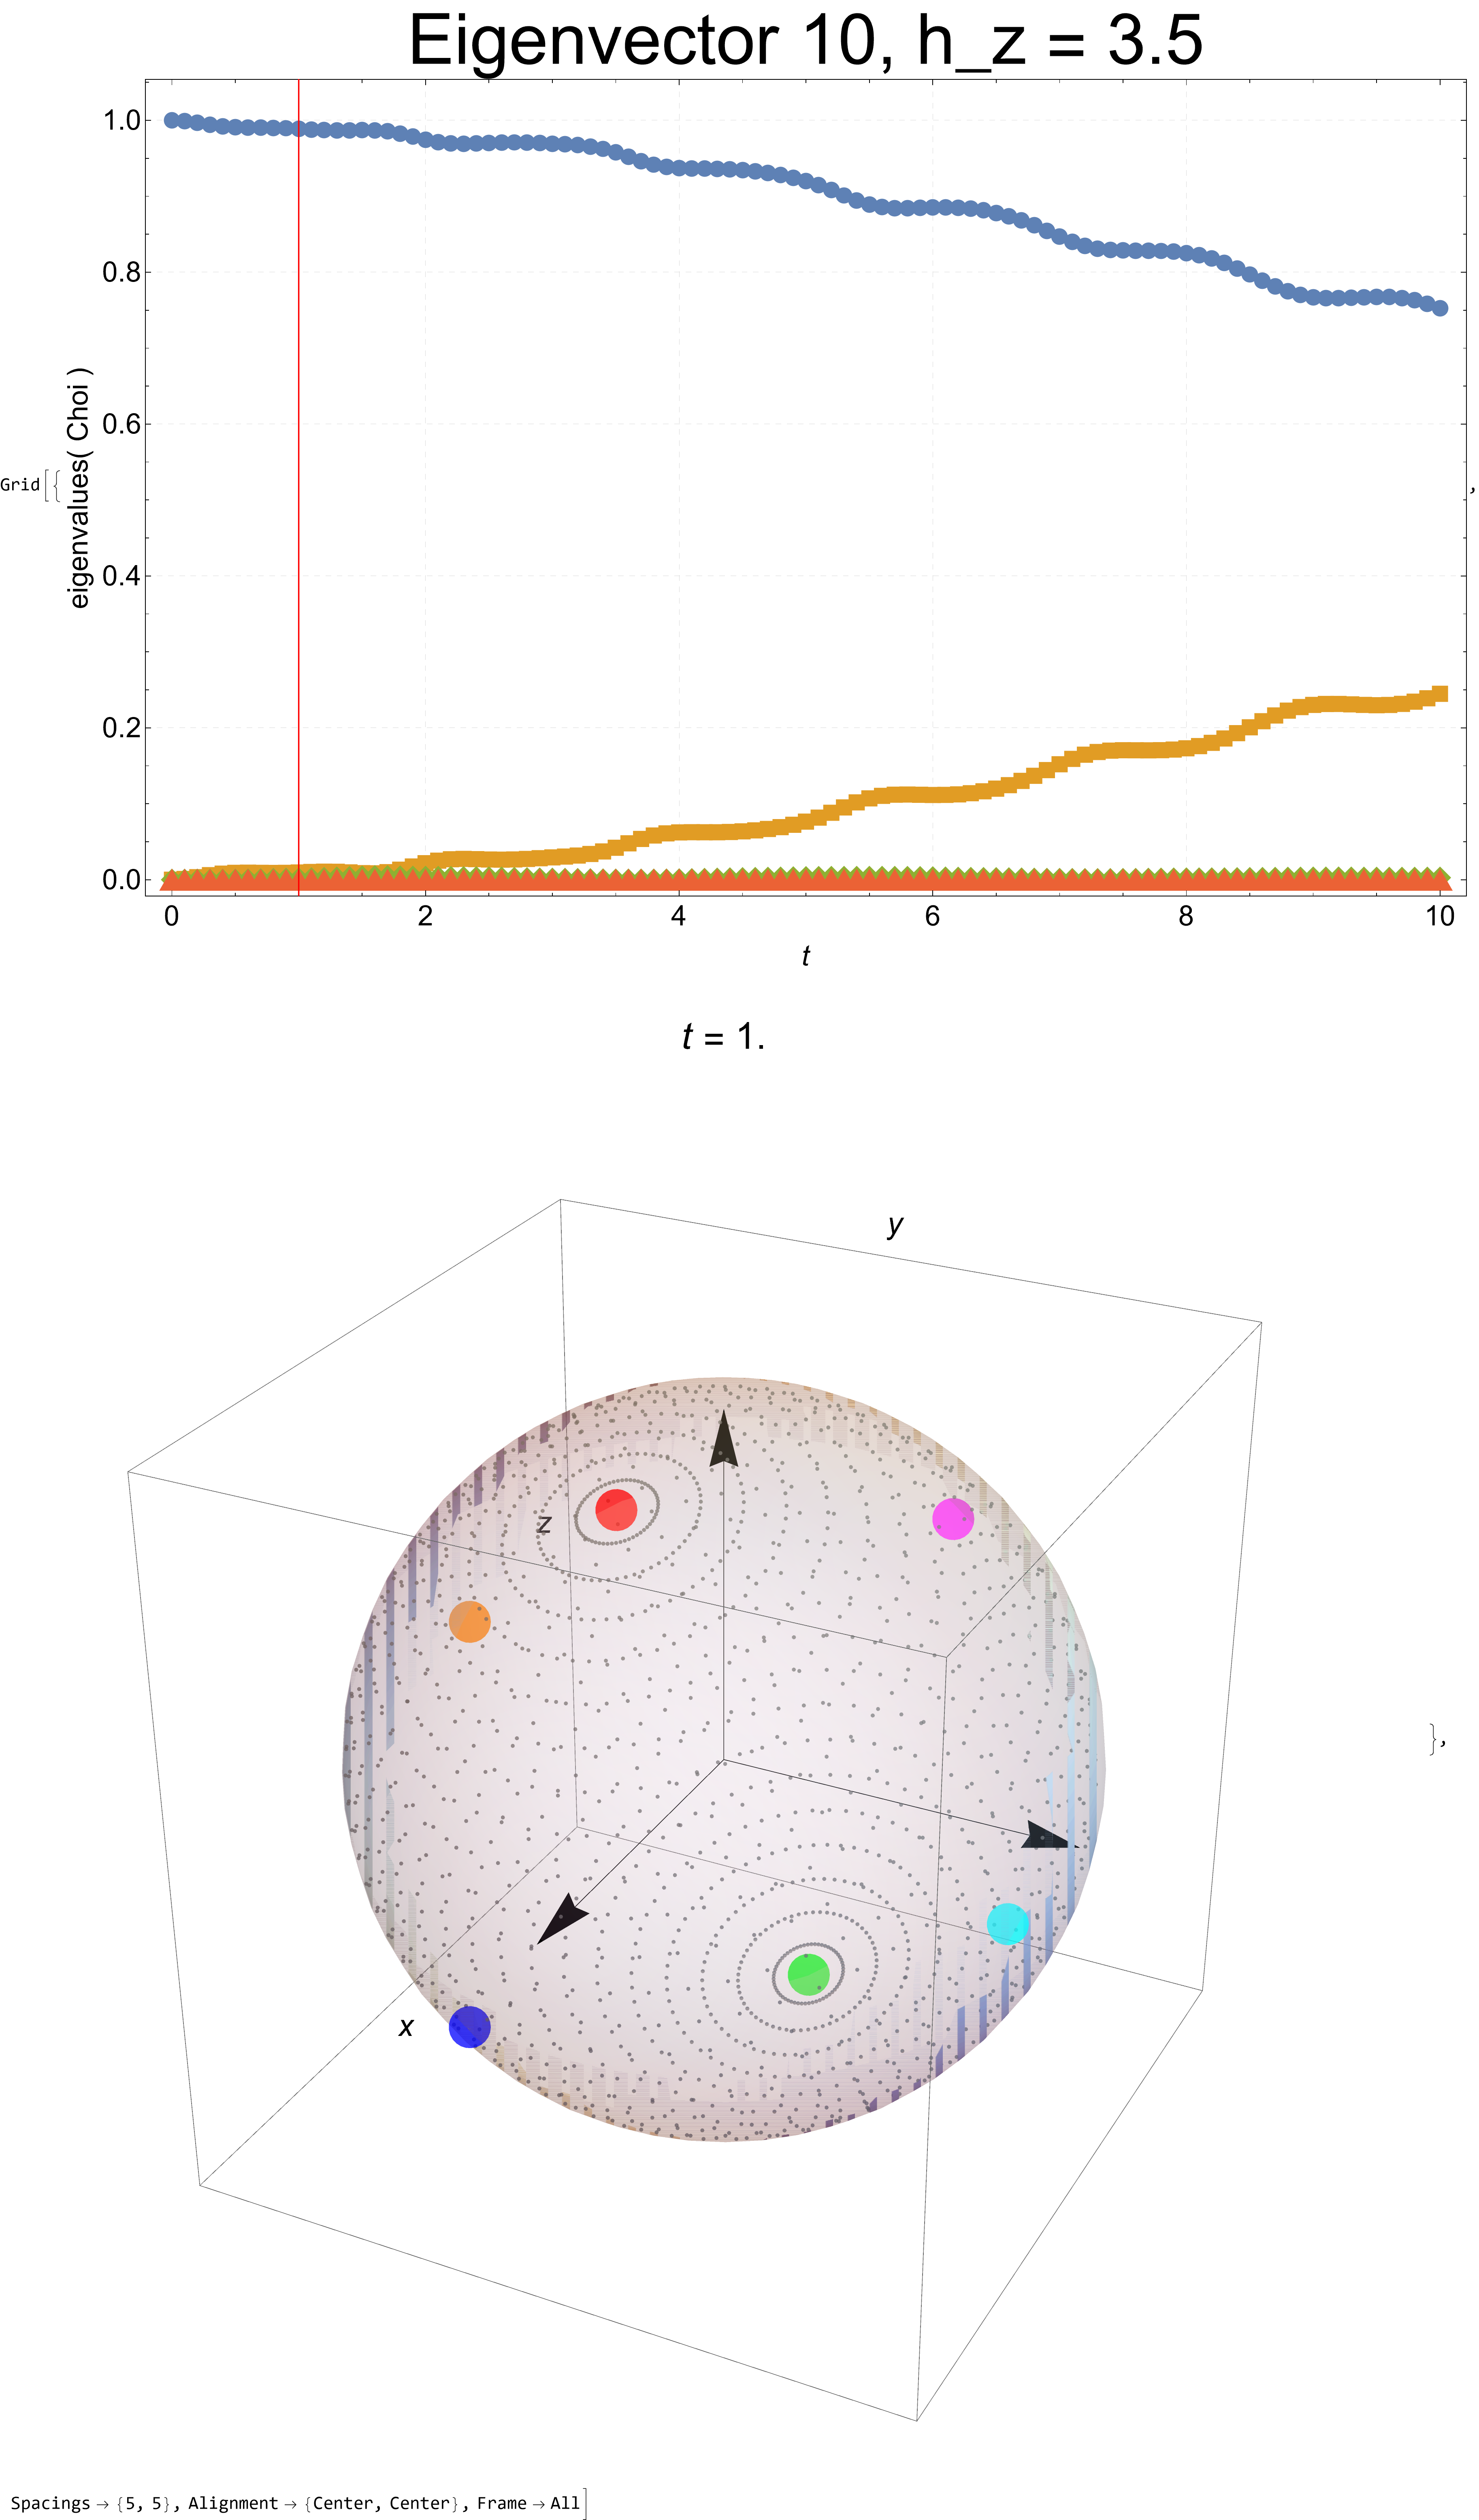 Eigenvector 10, h_z = 3.5
1.0
0.8
0.6
0.4
0.2
0.0
eigenvalues( Choi )
Grid[{
,
0 2 4 6 8 10
t
t = 1.
y
z
x
},
Spacings → {5, 5}, Alignment → {Center, Center}, Frame → All]